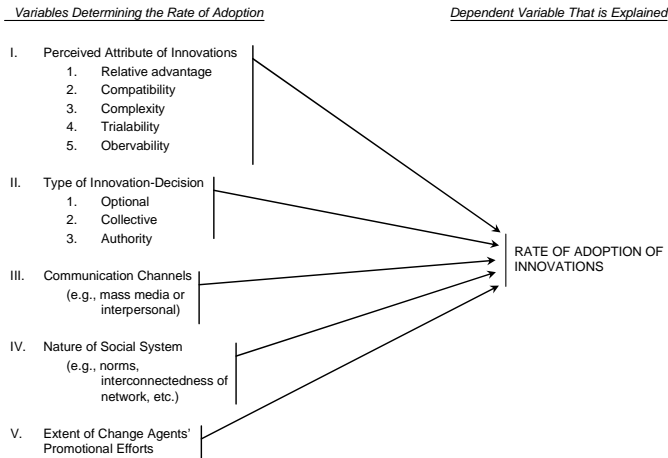 Variables Determining the Rate of Adoption
Dependent Variable That is Explained
I. Perceived Attribute of Innovations
1. Relative advantage
2. Compatibility
3. Complexity
4. Trialability
5. Obervability
II. Type of Innovation-Decision
1. Optional
2. Collective
3. Authority
RATE OF ADOPTION OF
INNOVATIONS
III. Communication Channels
(e.g., mass media or
interpersonal)
IV. Nature of Social System
(e.g., norms,
interconnectedness of
network, etc.)
V. Extent of Change Agents'
Promotional Efforts